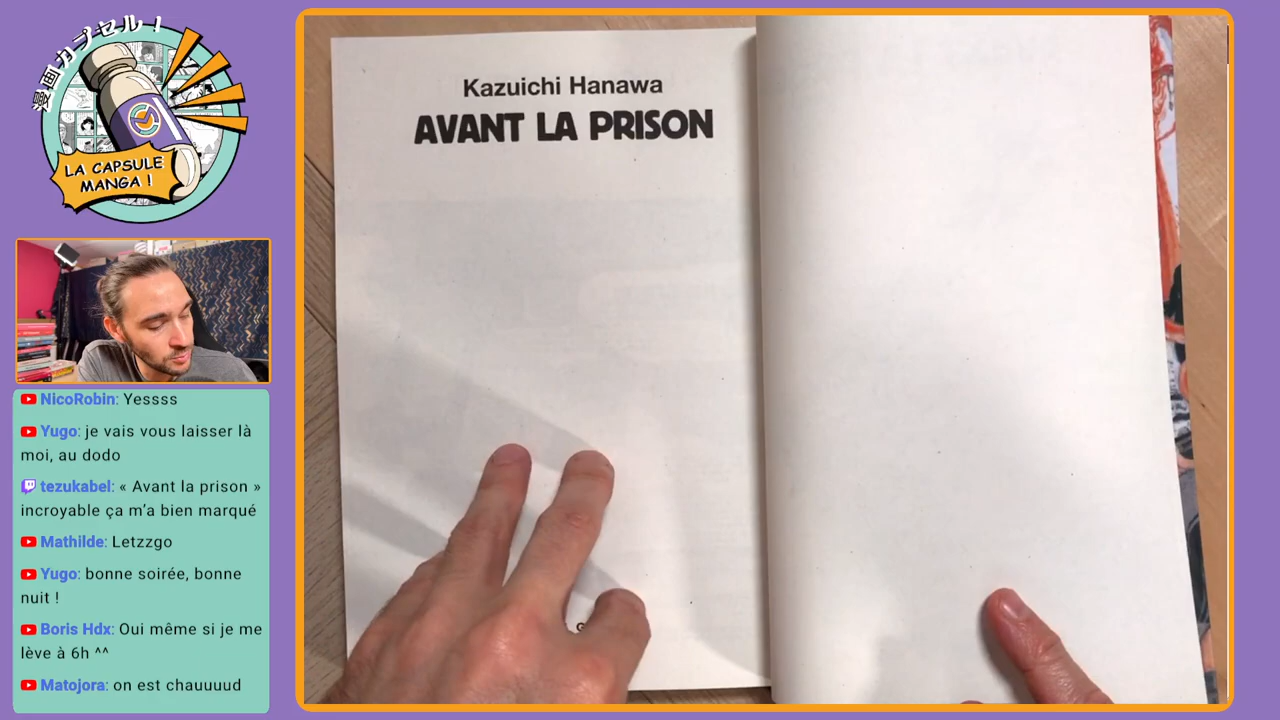 漫画カプセル！
LA CAPSULE
MANGA !
Kazuichi Hanawa
AVANT LA PRISON
NicoRobin: Yessss
Yugo: je vais vous laisser là
moi, au dodo
tezukabel: « Avant la prison »
incroyable ça m'a bien marqué
Mathilde: Letzzgo
Yugo: bonne soirée, bonne
nuit !
Boris Hdx: Oui même si je me
lève à 6h ^^
Matojora: on est chauuuud